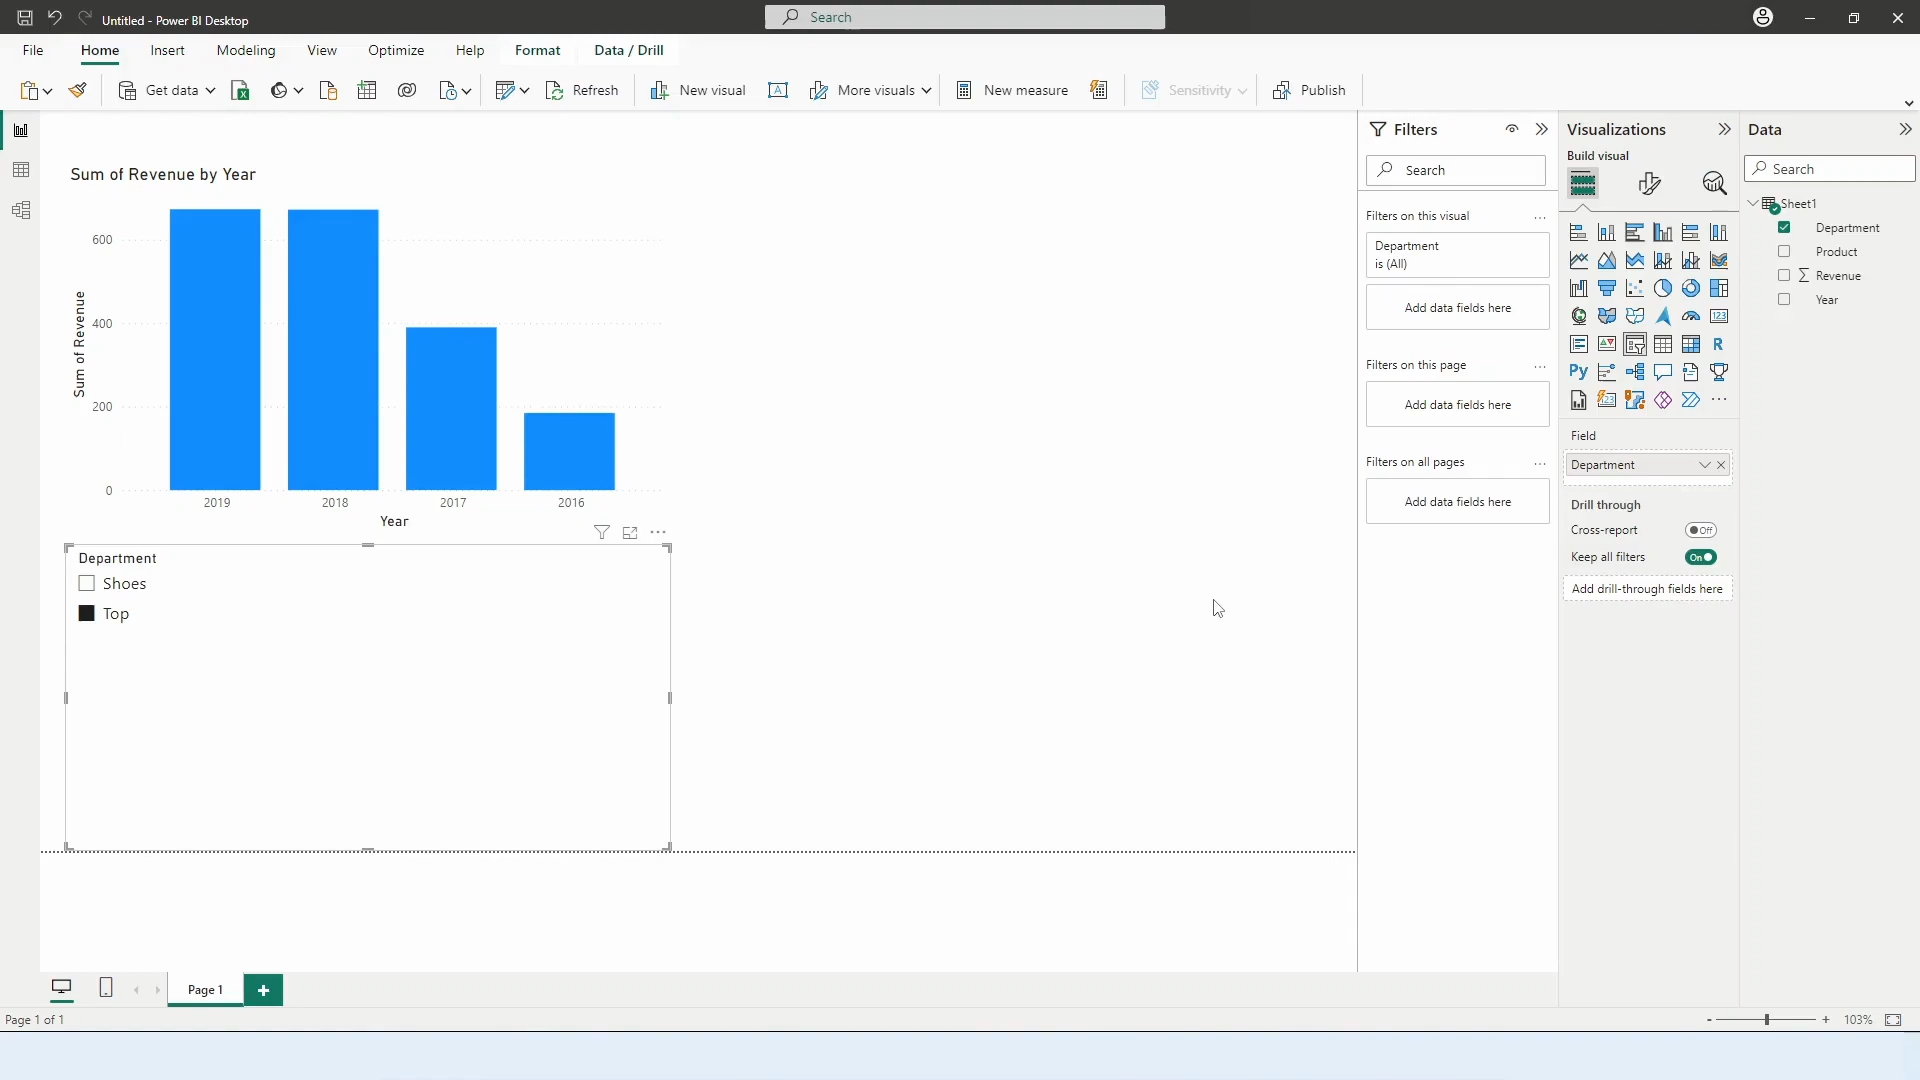 Untitled - Power BI Desktop
Search
File
Home
Insert
Modeling
View
Optimize
Help
Format
Data / Drill
Get data
Refresh
New visual
More visuals
New measure
Sensitivity
Publish
Sum of Revenue by Year
Sum of Revenue
600
400
200
0
2019
2018
2017
2016
Year
Department
Shoes
Top
Filters
Search
Filters on this visual
Department
is (All)
Add data fields here
Filters on this page
Add data fields here
Filters on all pages
Add data fields here
Visualizations
Build visual
123
R
Py
123
Field
Department
Drill through
Cross-report
Off
Keep all filters
On
Add drill-through fields here
Data
Search
Sheet1
Department
Product
Revenue
Year
Page 1
Page 1 of 1
103%